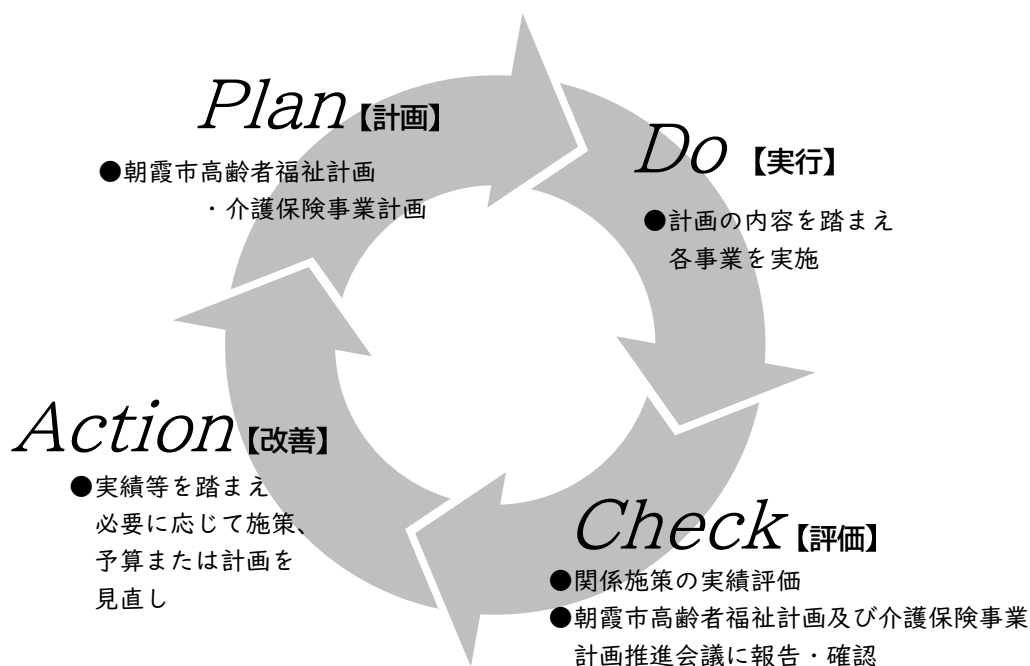 Plan【計画】
●朝霞市高齢者福祉計画
・介護保険事業計画
Do【実行】
●計画の内容を踏まえ
各事業を実施
Check【評価】
●関係施策の実績評価
●朝霞市高齢者福祉計画及び介護保険事業
計画推進会議に報告・確認
Action【改善】
●実績等を踏まえ
必要に応じて施策、
予算または計画を
見直し